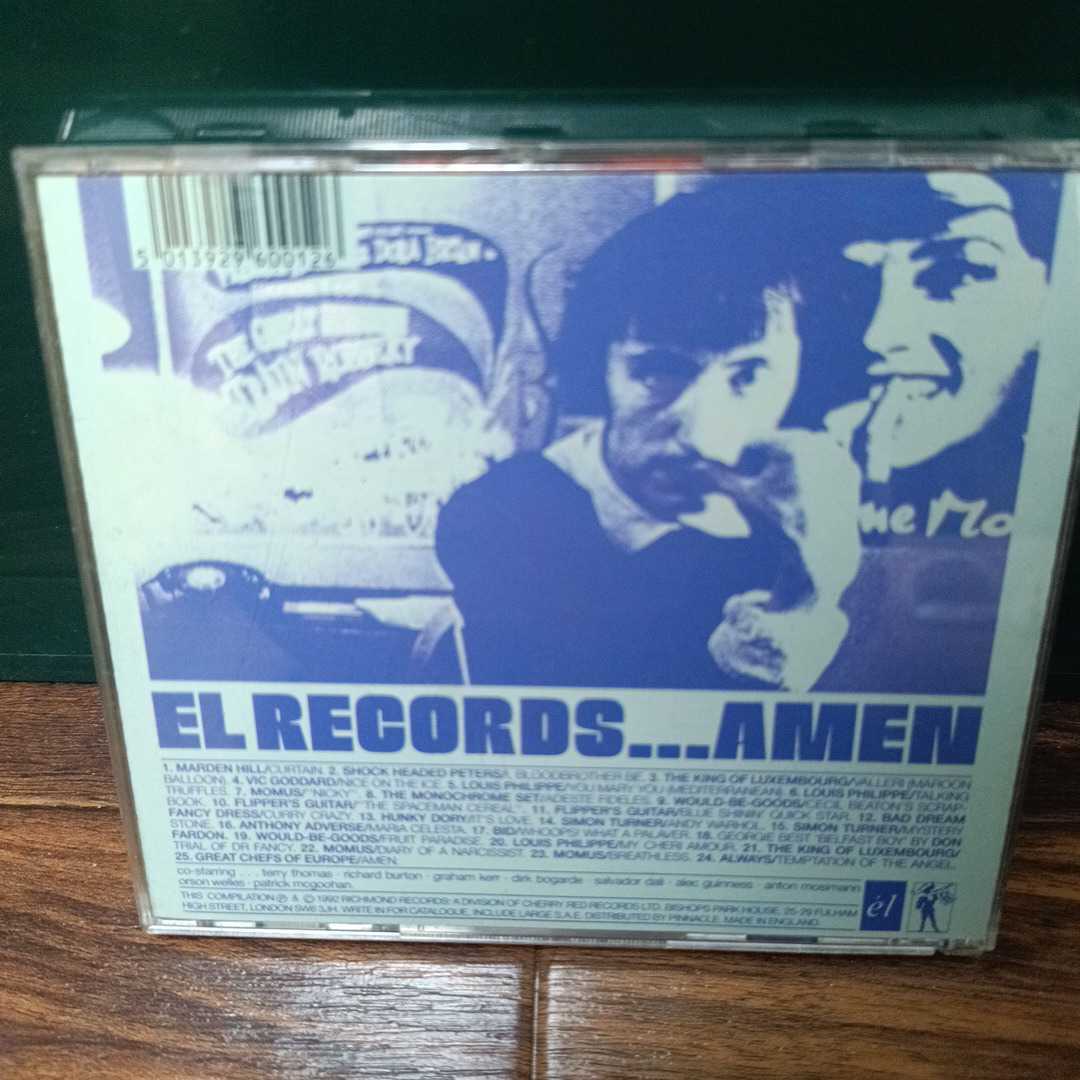 5 013929 600126
ue Mo
EL RECORDS...AMEN
1. MARDEN HILL/CURTAIN. 2. SHOCK HEADED PETERS/I, BLOODBROTHER BE. 3. THE KING OF LUXEMBOURG/VALLERI (MAROON
BALLOON). 4. VIC GODDARD/NICE ON THE ICE. 5. LOUIS PHILIPPE/YOU MARY YOU (MEDITERRANEAN). 6. LOUIS PHILIPPE/TALKING
TRUFFLES. 7. MOMUS/"NICKY". 8. THE MONOCHROME SET/ADESTE FIDELES. 9. WOULD-BE-GOODS/CECIL BEATON'S SCRAP-
BOOK. 10. FLIPPER'S GUITAR/"THE SPACEMAN CEREAL". 11. FLIPPER'S GUITAR/BLUE SHININ' QUICK STAR. 12. BAD DREAM
FANCY DRESS/CURRY CRAZY. 13. HUNKY DORY/IT'S LOVE. 14. SIMON TURNER/ANDY WARHOL. 15. SIMON TURNER/MYSTERY
STONE. 16. ANTHONY ADVERSE/MARIA CELESTA. 17. BID/WHOOPS! WHAT A PALAVER. 18. 'GEORGIE BEST BELFAST BOY' BY DON
FARDON. 19. WOULD-BE-GOODS/FRUIT PARADISE. 20. LOUIS PHILIPPE/MY CHERI AMOUR. 21. THE KING OF LUXEMBOURG/
TRIAL OF DR FANCY. 22. MOMUS/DIARY OF A NARCISSIST. 23. MOMUS/BREATHLESS. 24. ALWAYS/TEMPTATION OF THE ANGEL.
25. GREAT CHEFS OF EUROPE/AMEN.
co-starring ... terry thomas · richard burton · graham kerr · dirk bogarde · salvador dali · alec guinness · anton mosimann
orson welles · patrick mcgoohan.
THIS COMPILATION ℗ & © 1992 RICHMOND RECORDS: A DIVISION OF CHERRY RED RECORDS LTD. BISHOPS PARK HOUSE, 25-29 FULHAM
HIGH STREET, LONDON SW6 3JH. WRITE IN FOR CATALOGUE, INCLUDE LARGE S.A.E. DISTRIBUTED BY PINNACLE. MADE IN ENGLAND.
él